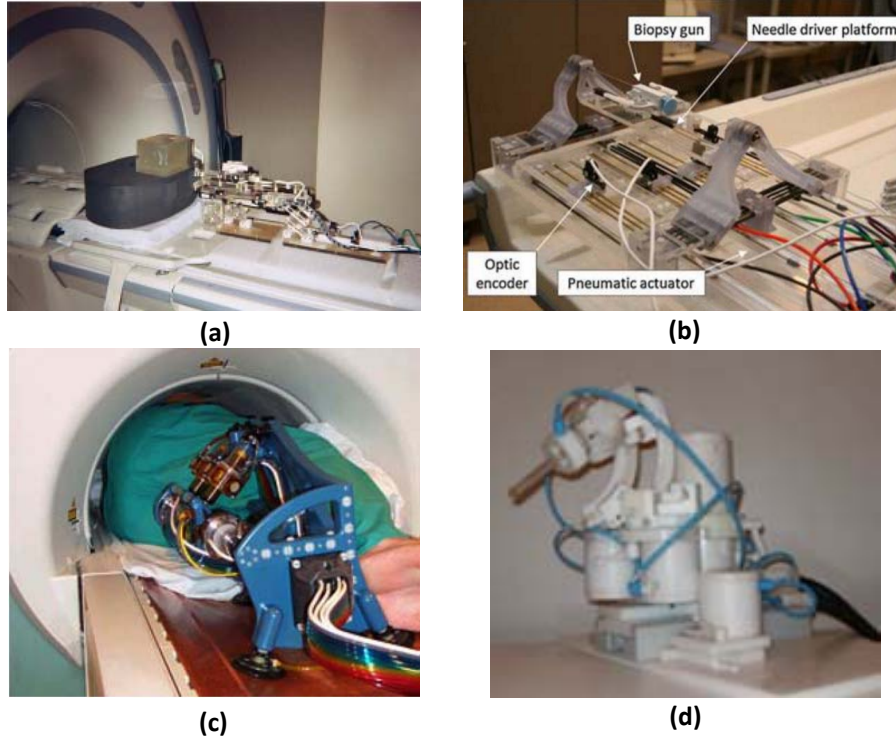 Biopsy gun
Needle driver platform
Optic
encoder
Pneumatic actuator
(a)
(b)
(c)
(d)